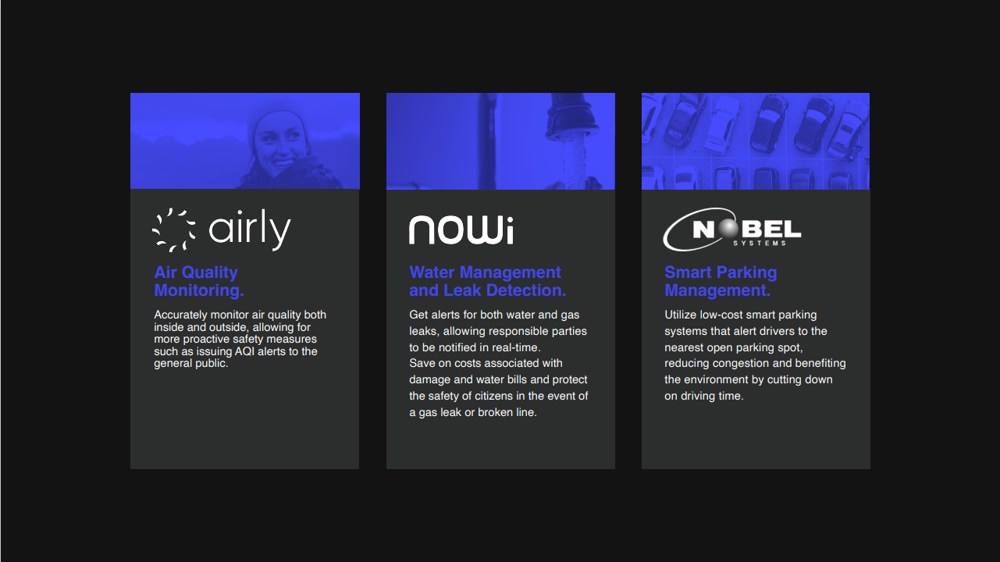 airly
Air Quality
Monitoring.
Accurately monitor air quality both
inside and outside, allowing for
more proactive safety measures
such as issuing AQI alerts to the
general public.
nowi
Water Management
and Leak Detection.
Get alerts for both water and gas
leaks, allowing responsible parties
to be notified in real-time.
Save on costs associated with
damage and water bills and protect
the safety of citizens in the event of
a gas leak or broken line.
NOBEL
SYSTEMS
Smart Parking
Management.
Utilize low-cost smart parking
systems that alert drivers to the
nearest open parking spot,
reducing congestion and benefiting
the environment by cutting down
on driving time.